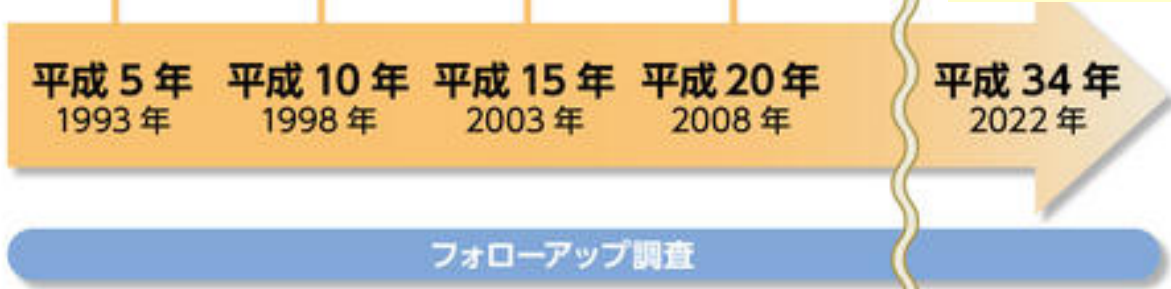 平成 5 年 平成 10 年 平成 15 年 平成 20 年 平成 34 年
1993 年 1998 年 2003 年 2008 年 2022 年
フォローアップ調査